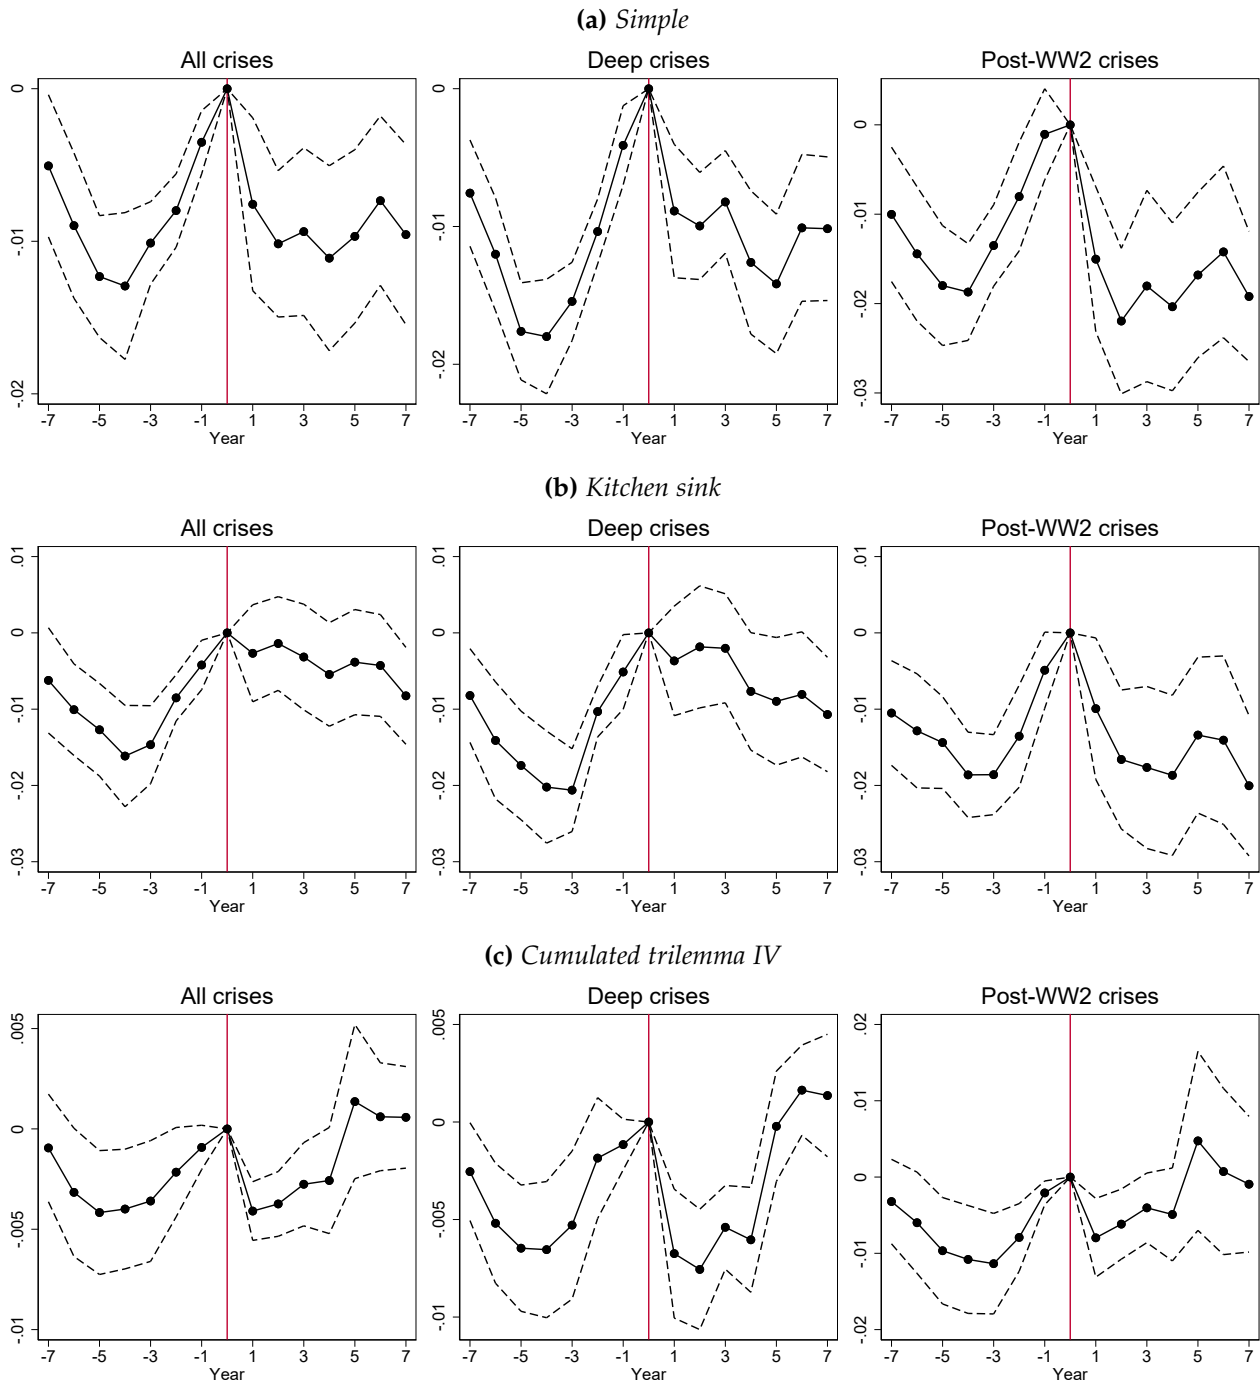 (a) Simple
All crises
Deep crises
Post-WW2 crises
0
-.01
-.02
-7 -5 -3 -1 1 3 5 7
Year
0
-.01
-.02
-7 -5 -3 -1 1 3 5 7
Year
0
-.01
-.02
-.03
-7 -5 -3 -1 1 3 5 7
Year
(b) Kitchen sink
All crises
Deep crises
Post-WW2 crises
.01
0
-.01
-.02
-.03
-7 -5 -3 -1 1 3 5 7
Year
.01
0
-.01
-.02
-.03
-7 -5 -3 -1 1 3 5 7
Year
.01
0
-.01
-.02
-.03
-7 -5 -3 -1 1 3 5 7
Year
(c) Cumulated trilemma IV
All crises
Deep crises
Post-WW2 crises
.005
0
-.005
-.01
-7 -5 -3 -1 1 3 5 7
Year
.005
0
-.005
-.01
-7 -5 -3 -1 1 3 5 7
Year
.02
.01
0
-.01
-.02
-7 -5 -3 -1 1 3 5 7
Year